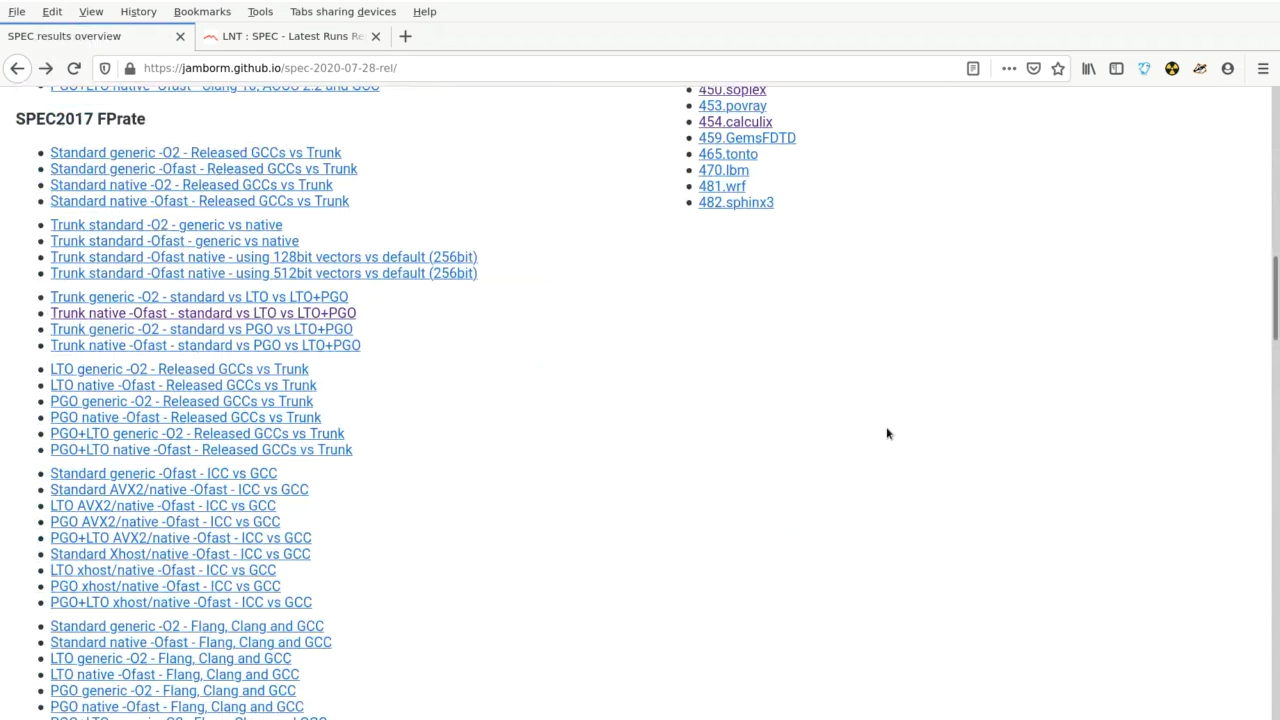 File Edit View History Bookmarks Tools Tabs sharing devices Help
SPEC results overview
LNT : SPEC - Latest Runs Re
https://jamborm.github.io/spec-2020-07-28-rel/
SPEC2017 FPrate
Standard generic -O2 - Released GCCs vs Trunk
Standard generic -Ofast - Released GCCs vs Trunk
Standard native -O2 - Released GCCs vs Trunk
Standard native -Ofast - Released GCCs vs Trunk
Trunk standard -O2 - generic vs native
Trunk standard -Ofast - generic vs native
Trunk standard -Ofast native - using 128bit vectors vs default (256bit)
Trunk standard -Ofast native - using 512bit vectors vs default (256bit)
Trunk generic -O2 - standard vs LTO vs LTO+PGO
Trunk native -Ofast - standard vs LTO vs LTO+PGO
Trunk generic -O2 - standard vs PGO vs LTO+PGO
Trunk native -Ofast - standard vs PGO vs LTO+PGO
LTO generic -O2 - Released GCCs vs Trunk
LTO native -Ofast - Released GCCs vs Trunk
PGO generic -O2 - Released GCCs vs Trunk
PGO native -Ofast - Released GCCs vs Trunk
PGO+LTO generic -O2 - Released GCCs vs Trunk
PGO+LTO native -Ofast - Released GCCs vs Trunk
Standard generic -Ofast - ICC vs GCC
Standard AVX2/native -Ofast - ICC vs GCC
LTO AVX2/native -Ofast - ICC vs GCC
PGO AVX2/native -Ofast - ICC vs GCC
PGO+LTO AVX2/native -Ofast - ICC vs GCC
Standard Xhost/native -Ofast - ICC vs GCC
LTO xhost/native -Ofast - ICC vs GCC
PGO xhost/native -Ofast - ICC vs GCC
PGO+LTO xhost/native -Ofast - ICC vs GCC
Standard generic -O2 - Flang, Clang and GCC
Standard native -Ofast - Flang, Clang and GCC
LTO generic -O2 - Flang, Clang and GCC
LTO native -Ofast - Flang, Clang and GCC
PGO generic -O2 - Flang, Clang and GCC
PGO native -Ofast - Flang, Clang and GCC
450.soplex
453.povray
454.calculix
459.GemsFDTD
465.tonto
470.lbm
481.wrf
482.sphinx3